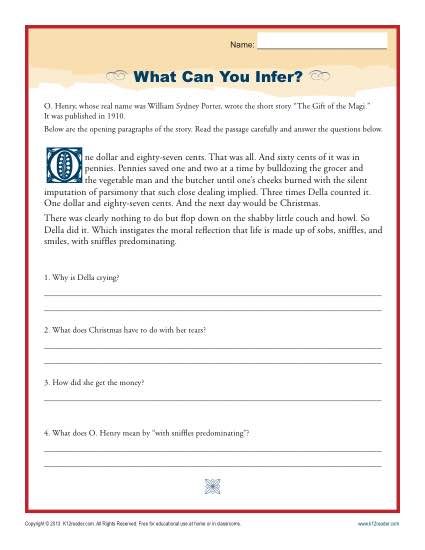 Name:
What Can You Infer?
O. Henry, whose real name was William Sydney Porter, wrote the short story "The Gift of the Magi."
It was published in 1910.
Below are the opening paragraphs of the story. Read the passage carefully and answer the questions below.
One dollar and eighty-seven cents. That was all. And sixty cents of it was in
pennies. Pennies saved one and two at a time by bulldozing the grocer and
the vegetable man and the butcher until one's cheeks burned with the silent
imputation of parsimony that such close dealing implied. Three times Della counted it.
One dollar and eighty-seven cents. And the next day would be Christmas.
There was clearly nothing to do but flop down on the shabby little couch and howl. So
Della did it. Which instigates the moral reflection that life is made up of sobs, sniffles, and
smiles, with sniffles predominating.
1. Why is Della crying?
2. What does Christmas have to do with her tears?
3. How did she get the money?
4. What does O. Henry mean by "with sniffles predominating"?
Copyright © 2013 K12reader.com. All Rights Reserved. Free for educational use at home or in classrooms.
www.k12reader.com